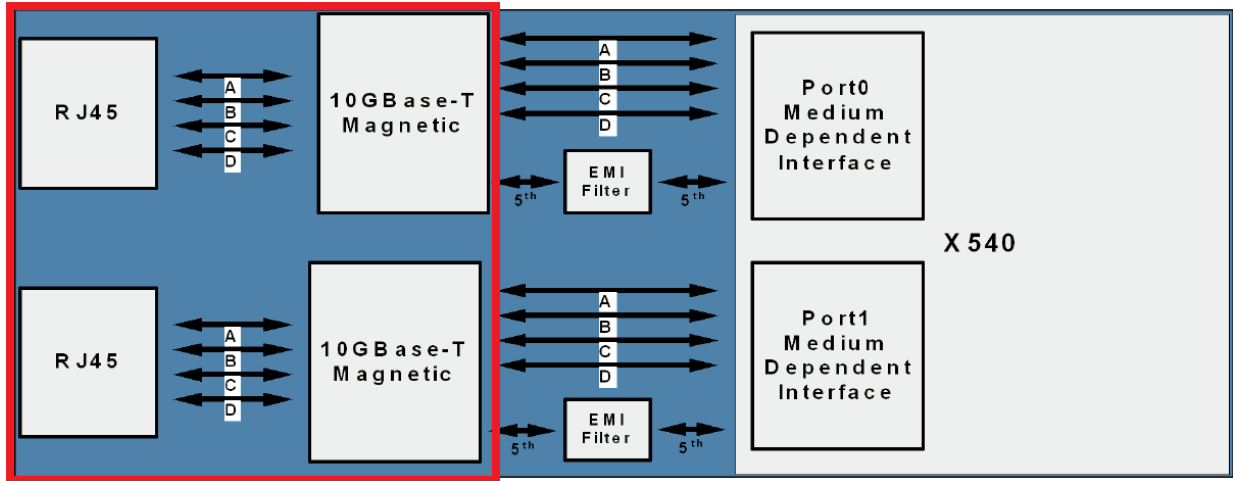 RJ45
A
B
C
D
10GBase-T
Magnetic
A
B
C
D
5th
EMI
Filter
5th
Port0
Medium
Dependent
Interface
X540
RJ45
A
B
C
D
10GBase-T
Magnetic
A
B
C
D
5th
EMI
Filter
5th
Port1
Medium
Dependent
Interface